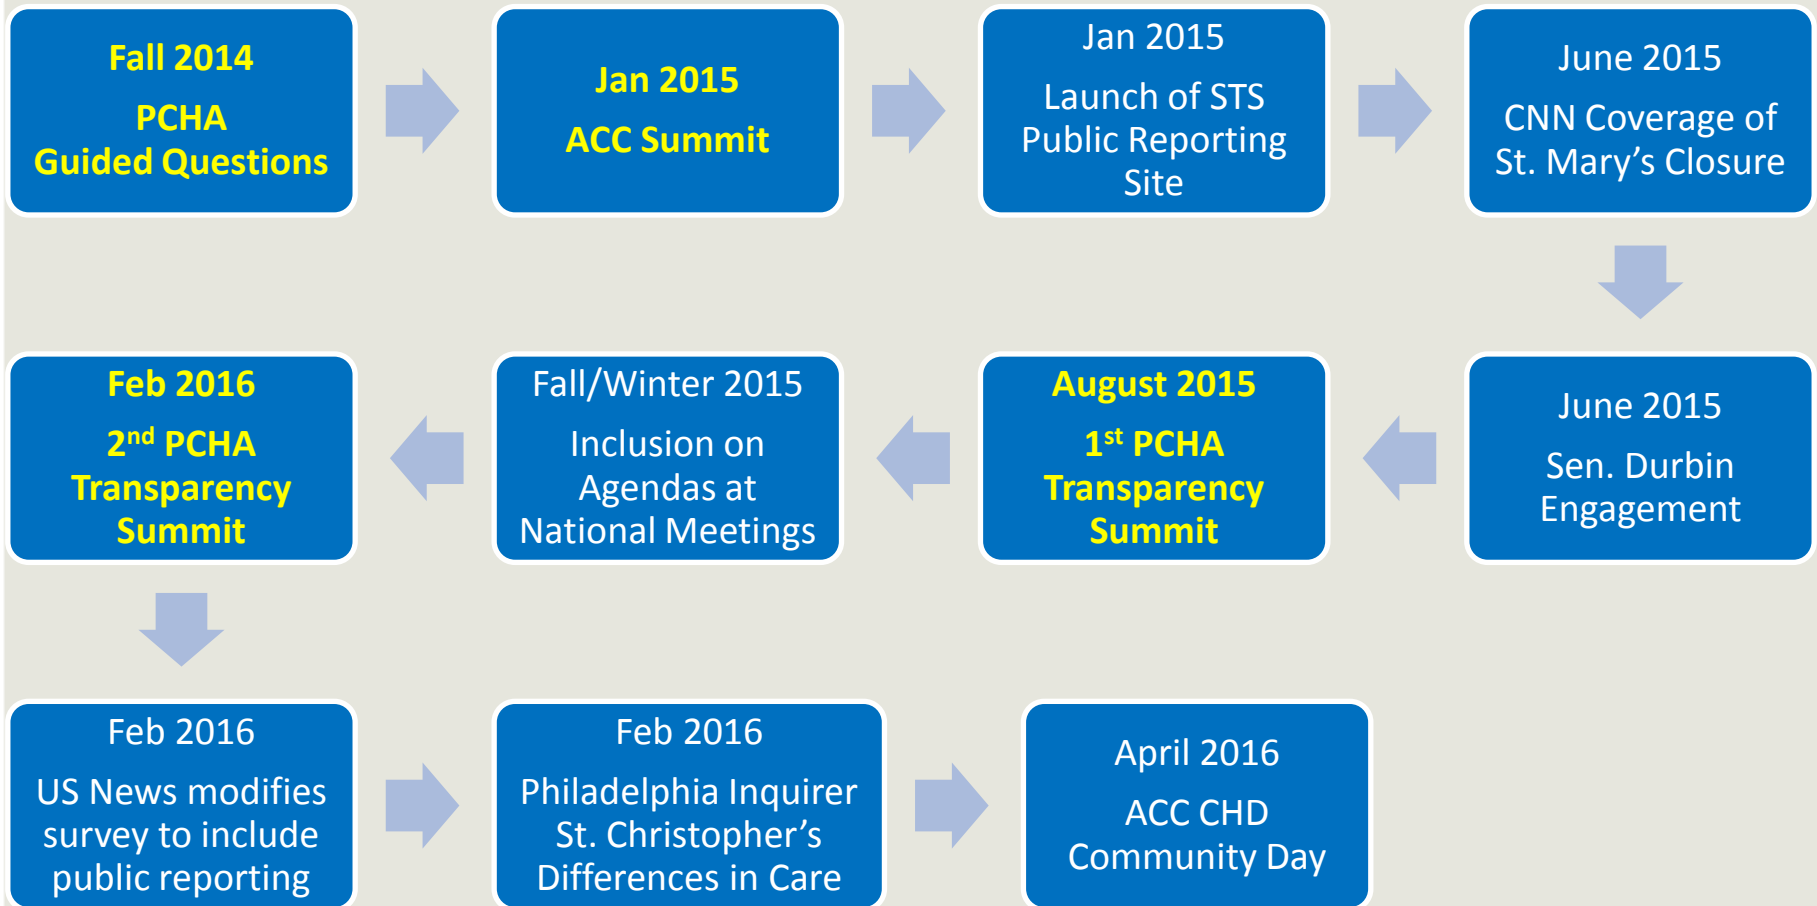 Fall 2014
PCHA
Guided Questions
Jan 2015
ACC Summit
Jan 2015
Launch of STS
Public Reporting
Site
June 2015
CNN Coverage of
St. Mary’s Closure
June 2015
Sen. Durbin
Engagement
August 2015
1st PCHA
Transparency
Summit
Fall/Winter 2015
Inclusion on
Agendas at
National Meetings
Feb 2016
2nd PCHA
Transparency
Summit
Feb 2016
US News modifies
survey to include
public reporting
Feb 2016
Philadelphia Inquirer
St. Christopher’s
Differences in Care
April 2016
ACC CHD
Community Day